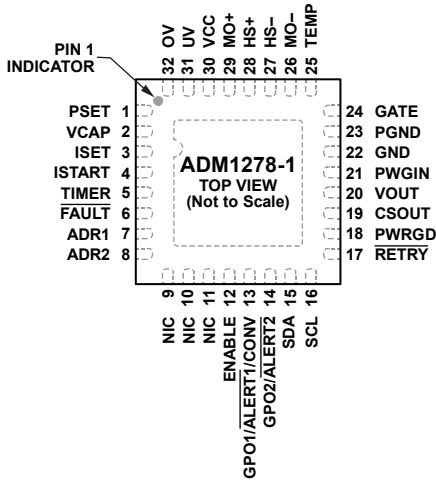 32 OV
31 UV
30 VCC
29 MO+
28 HS+
27 HS–
26 MO–
25 TEMP
PIN 1
INDICATOR
PSET 1
VCAP 2
ISET 3
ISTART 4
TIMER 5
FAULT 6
ADR1 7
ADR2 8
ADM1278-1
TOP VIEW
(Not to Scale)
24 GATE
23 PGND
22 GND
21 PWGIN
20 VOUT
19 CSOUT
18 PWRGD
17 RETRY
NIC 9
NIC 10
NIC 11
ENABLE 12
GPO1/ALERT1/CONV 13
GPO2/ALERT2 14
SDA 15
SCL 16